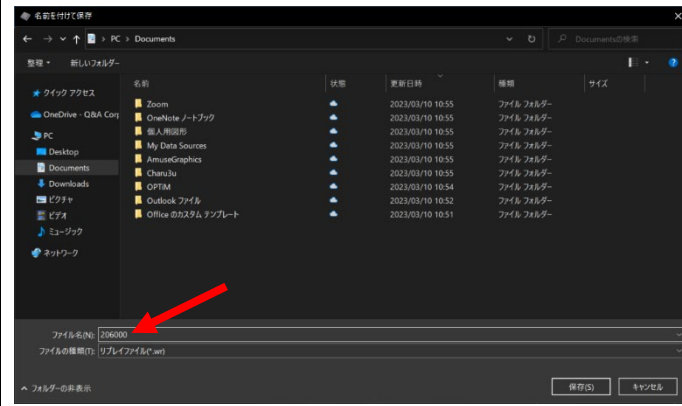 名前を付けて保存
PC › Documents
Documentsの検索
整理 新しいフォルダー
名前 状態 更新日時 種類 サイズ
クイック アクセス
OneDrive - Q&A Corp
PC
Desktop
Documents
Downloads
ピクチャ
ビデオ
ミュージック
ネットワーク
Zoom 2023/03/10 10:55 ファイル フォルダー
OneNote ノートブック 2023/03/10 10:55 ファイル フォルダー
個人用図形 2023/03/10 10:55 ファイル フォルダー
My Data Sources 2023/03/10 10:55 ファイル フォルダー
AmuseGraphics 2023/03/10 10:55 ファイル フォルダー
Charu3u 2023/03/10 10:55 ファイル フォルダー
OPTiM 2023/03/10 10:54 ファイル フォルダー
Outlook ファイル 2023/03/10 10:52 ファイル フォルダー
Office のカスタム テンプレート 2023/03/10 10:51 ファイル フォルダー
ファイル名(N): 206000
ファイルの種類(T): リプレイファイル(*.wr)
フォルダーの非表示
保存(S) キャンセル